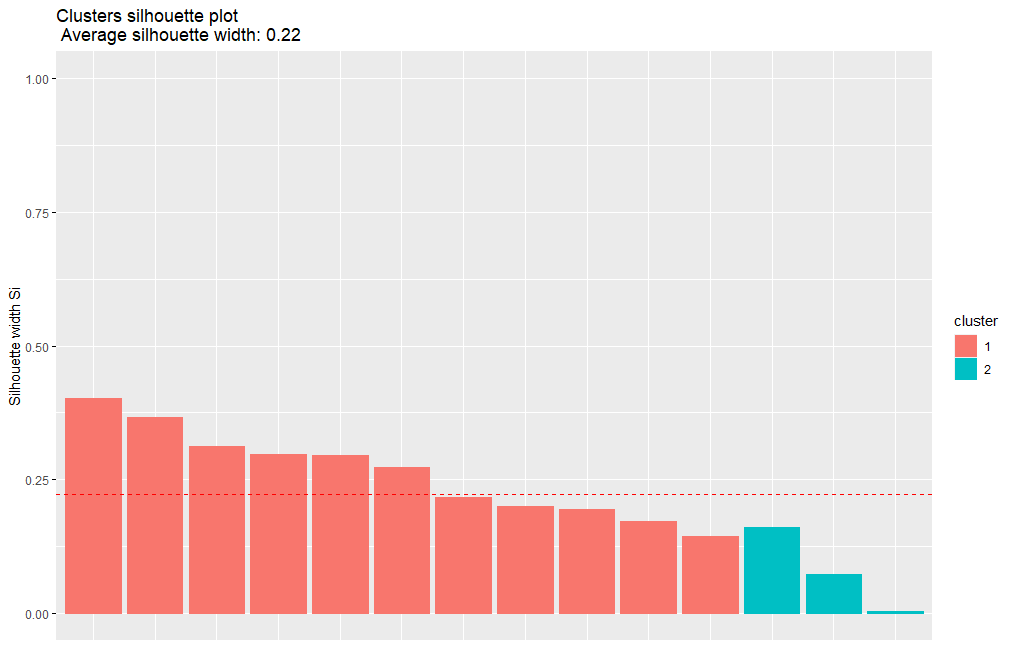 Clusters silhouette plot
Average silhouette width: 0.22
1.00
0.75
0.50
0.25
0.00
Silhouette width Si
cluster
1
2